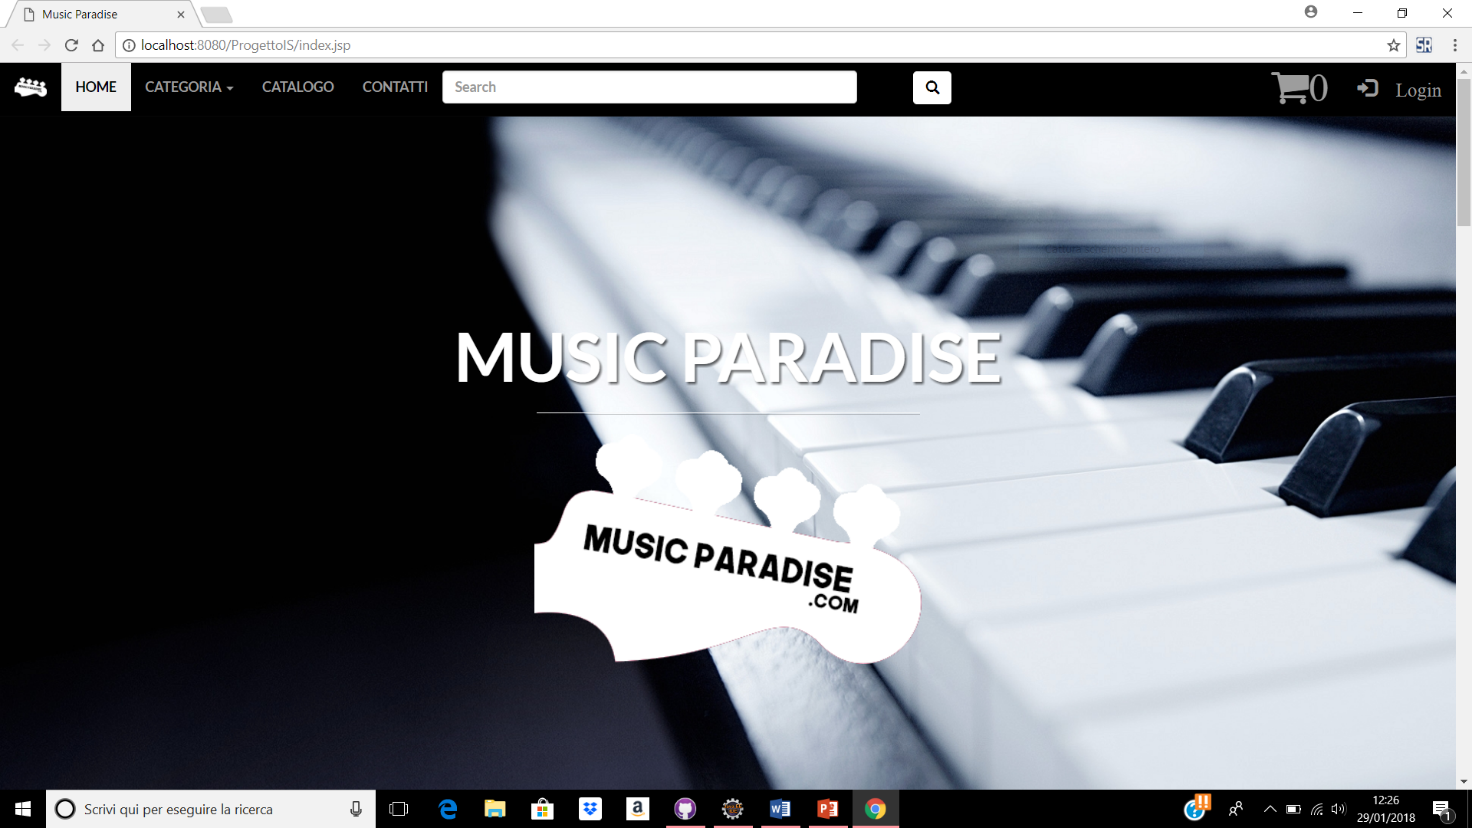 Music Paradise
localhost:8080/ProgettoIS/index.jsp
HOME CATEGORIA CATALOGO CONTATTI Search 0 Login
MUSIC PARADISE
MUSIC PARADISE
.COM
Scrivi qui per eseguire la ricerca
12:26
29/01/2018
1